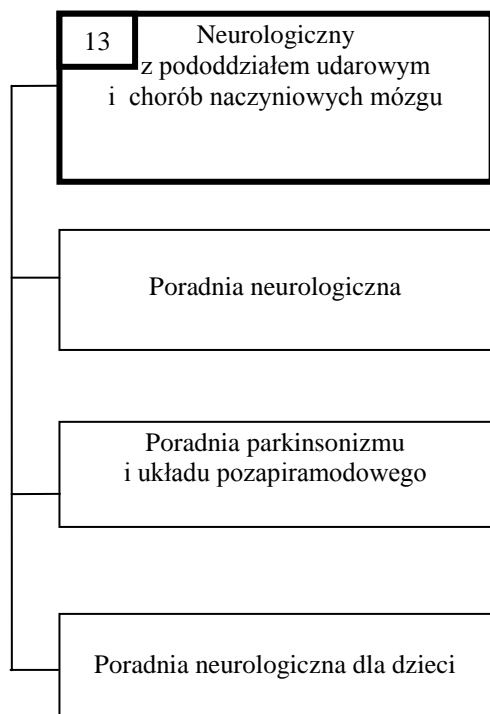 13
Neurologiczny
z pododdziałem udarowym
i chorób naczyniowych mózgu
Poradnia neurologiczna
Poradnia parkinsonizmu
i układu pozapiramodowego
Poradnia neurologiczna dla dzieci